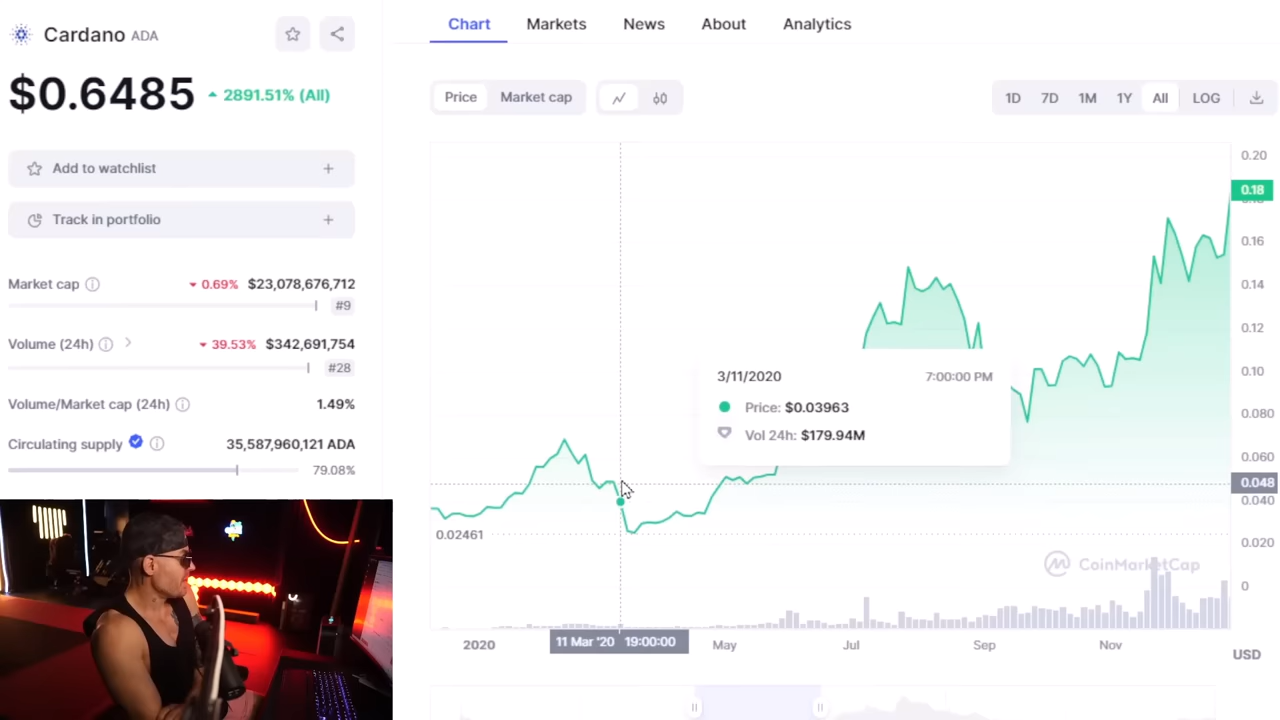 Cardano ADA
$0.6485 2891.51% (All)
Add to watchlist +
Track in portfolio +
Market cap 0.69% $23,078,676,712
#9
Volume (24h) 39.53% $342,691,754
#28
Volume/Market cap (24h) 1.49%
Circulating supply 35,587,960,121 ADA
79.08%
Chart Markets News About Analytics
Price Market cap 1D 7D 1M 1Y All LOG
0.20
0.18
0.16
0.14
0.12
0.10
0.080
0.060
0.048
0.040
0.020
0
3/11/2020 7:00:00 PM
Price: $0.03963
Vol 24h: $179.94M
0.02461
CoinMarketCap
2020 11 Mar '20 19:00:00 May Jul Sep Nov
USD